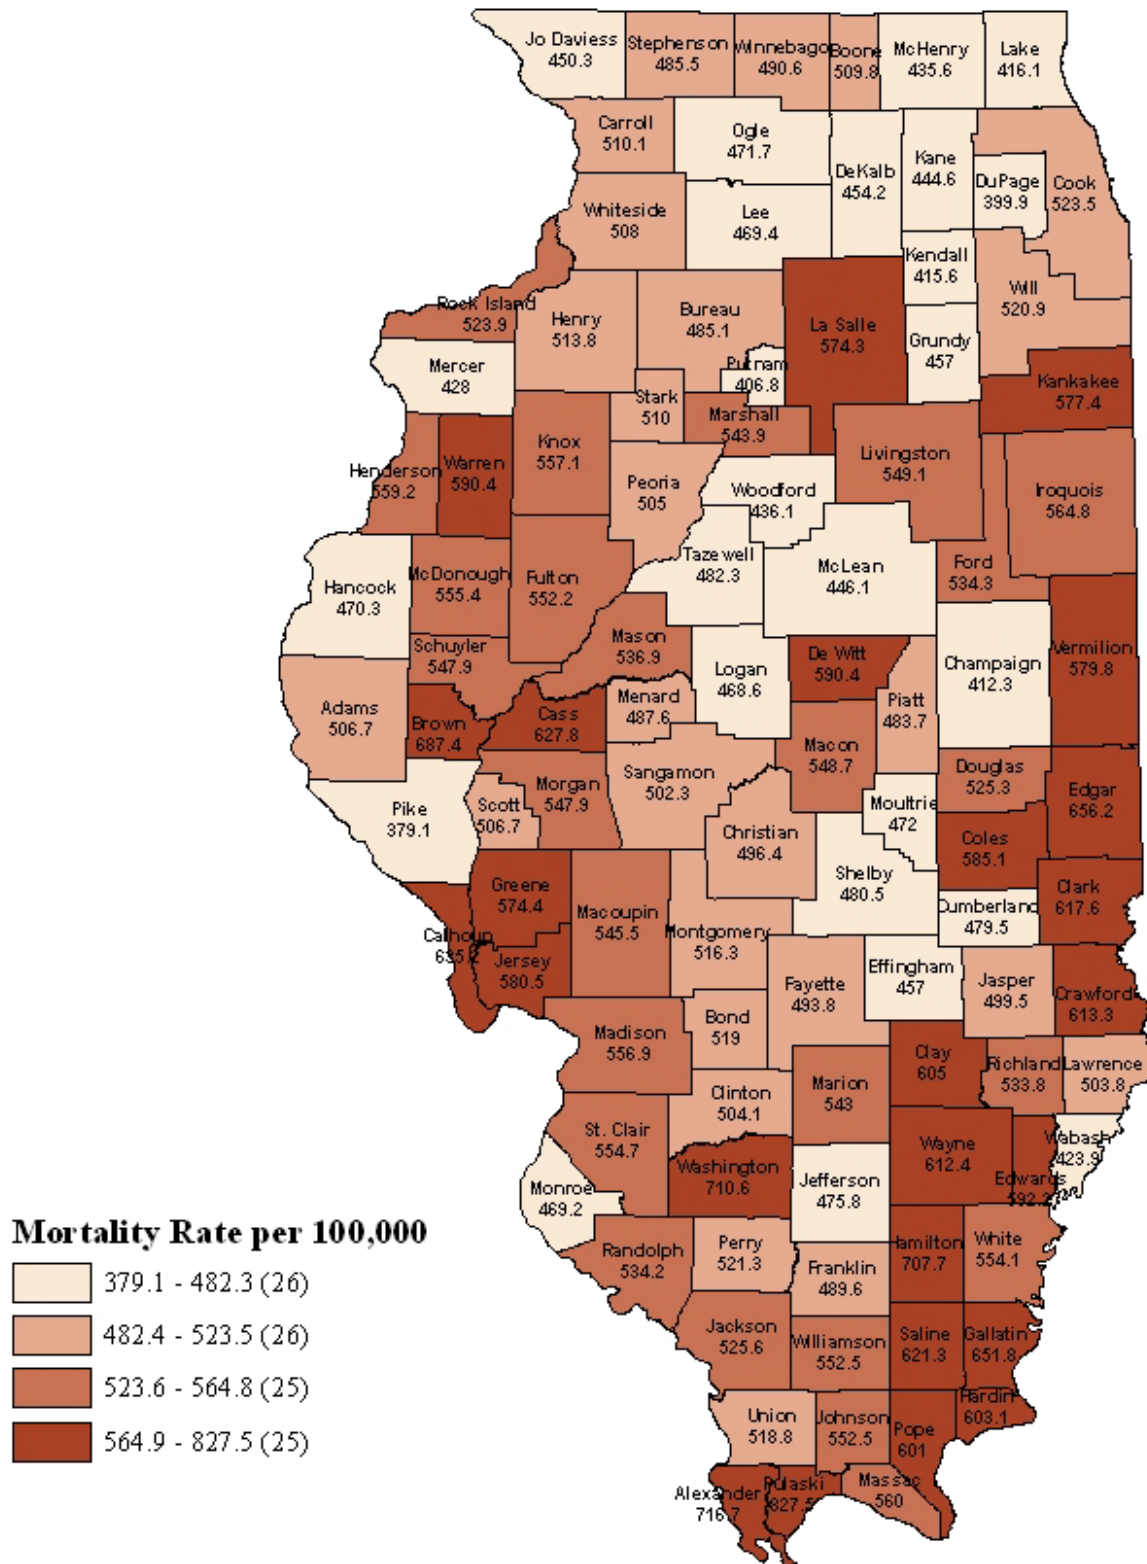 Jo Daviess
450.3
Stephenson
485.5
Winnebago
490.6
Boone
509.8
McHenry
435.6
Lake
416.1
Carroll
510.1
Ogle
471.7
DeKalb
454.2
Kane
444.6
DuPage
399.9
Cook
523.5
Whiteside
508
Lee
469.4
Kendall
415.6
Will
520.9
Rock Island
523.9
Henry
513.8
Bureau
485.1
La Salle
574.3
Grundy
457
Mercer
428
Putnam
406.8
Kankakee
577.4
Stark
510
Marshall
543.9
Knox
557.1
Henderson
559.2
Warren
590.4
Livingston
549.1
Peoria
505
Woodford
436.1
Iroquois
564.8
Hancock
470.3
McDonough
555.4
Fulton
552.2
Tazewell
482.3
McLean
446.1
Ford
534.3
Schuyler
547.9
Mason
536.9
Logan
468.6
De Witt
590.4
Champaign
412.3
Vermilion
579.8
Adams
506.7
Brown
687.4
Cass
627.8
Menard
487.6
Piatt
483.7
Macon
548.7
Pike
379.1
Scott
506.7
Morgan
547.9
Sangamon
502.3
Christian
496.4
Moultrie
472
Douglas
525.3
Edgar
656.2
Coles
585.1
Shelby
480.5
Greene
574.4
Macoupin
545.5
Montgomery
516.3
Cumberland
479.5
Clark
617.6
Calhoun
635.2
Jersey
580.5
Fayette
493.8
Effingham
457
Jasper
499.5
Crawford
613.3
Madison
556.9
Bond
519
Clay
605
Richland
533.8
Lawrence
503.8
Marion
543
Clinton
504.1
St. Clair
554.7
Washington
710.6
Wayne
612.4
Edwards
592.2
Wabash
423.9
Monroe
469.2
Jefferson
475.8
Mortality Rate per 100,000
Randolph
534.2
Perry
521.3
Franklin
489.6
Hamilton
707.7
White
554.1
379.1 - 482.3 (26)
482.4 - 523.5 (26)
523.6 - 564.8 (25)
564.9 - 827.5 (25)
Jackson
525.6
Williamson
552.5
Saline
621.3
Gallatin
651.8
Union
518.8
Johnson
552.5
Pope
601
Hardin
603.1
Alexander
716.7
Pulaski
827.5
Massac
560